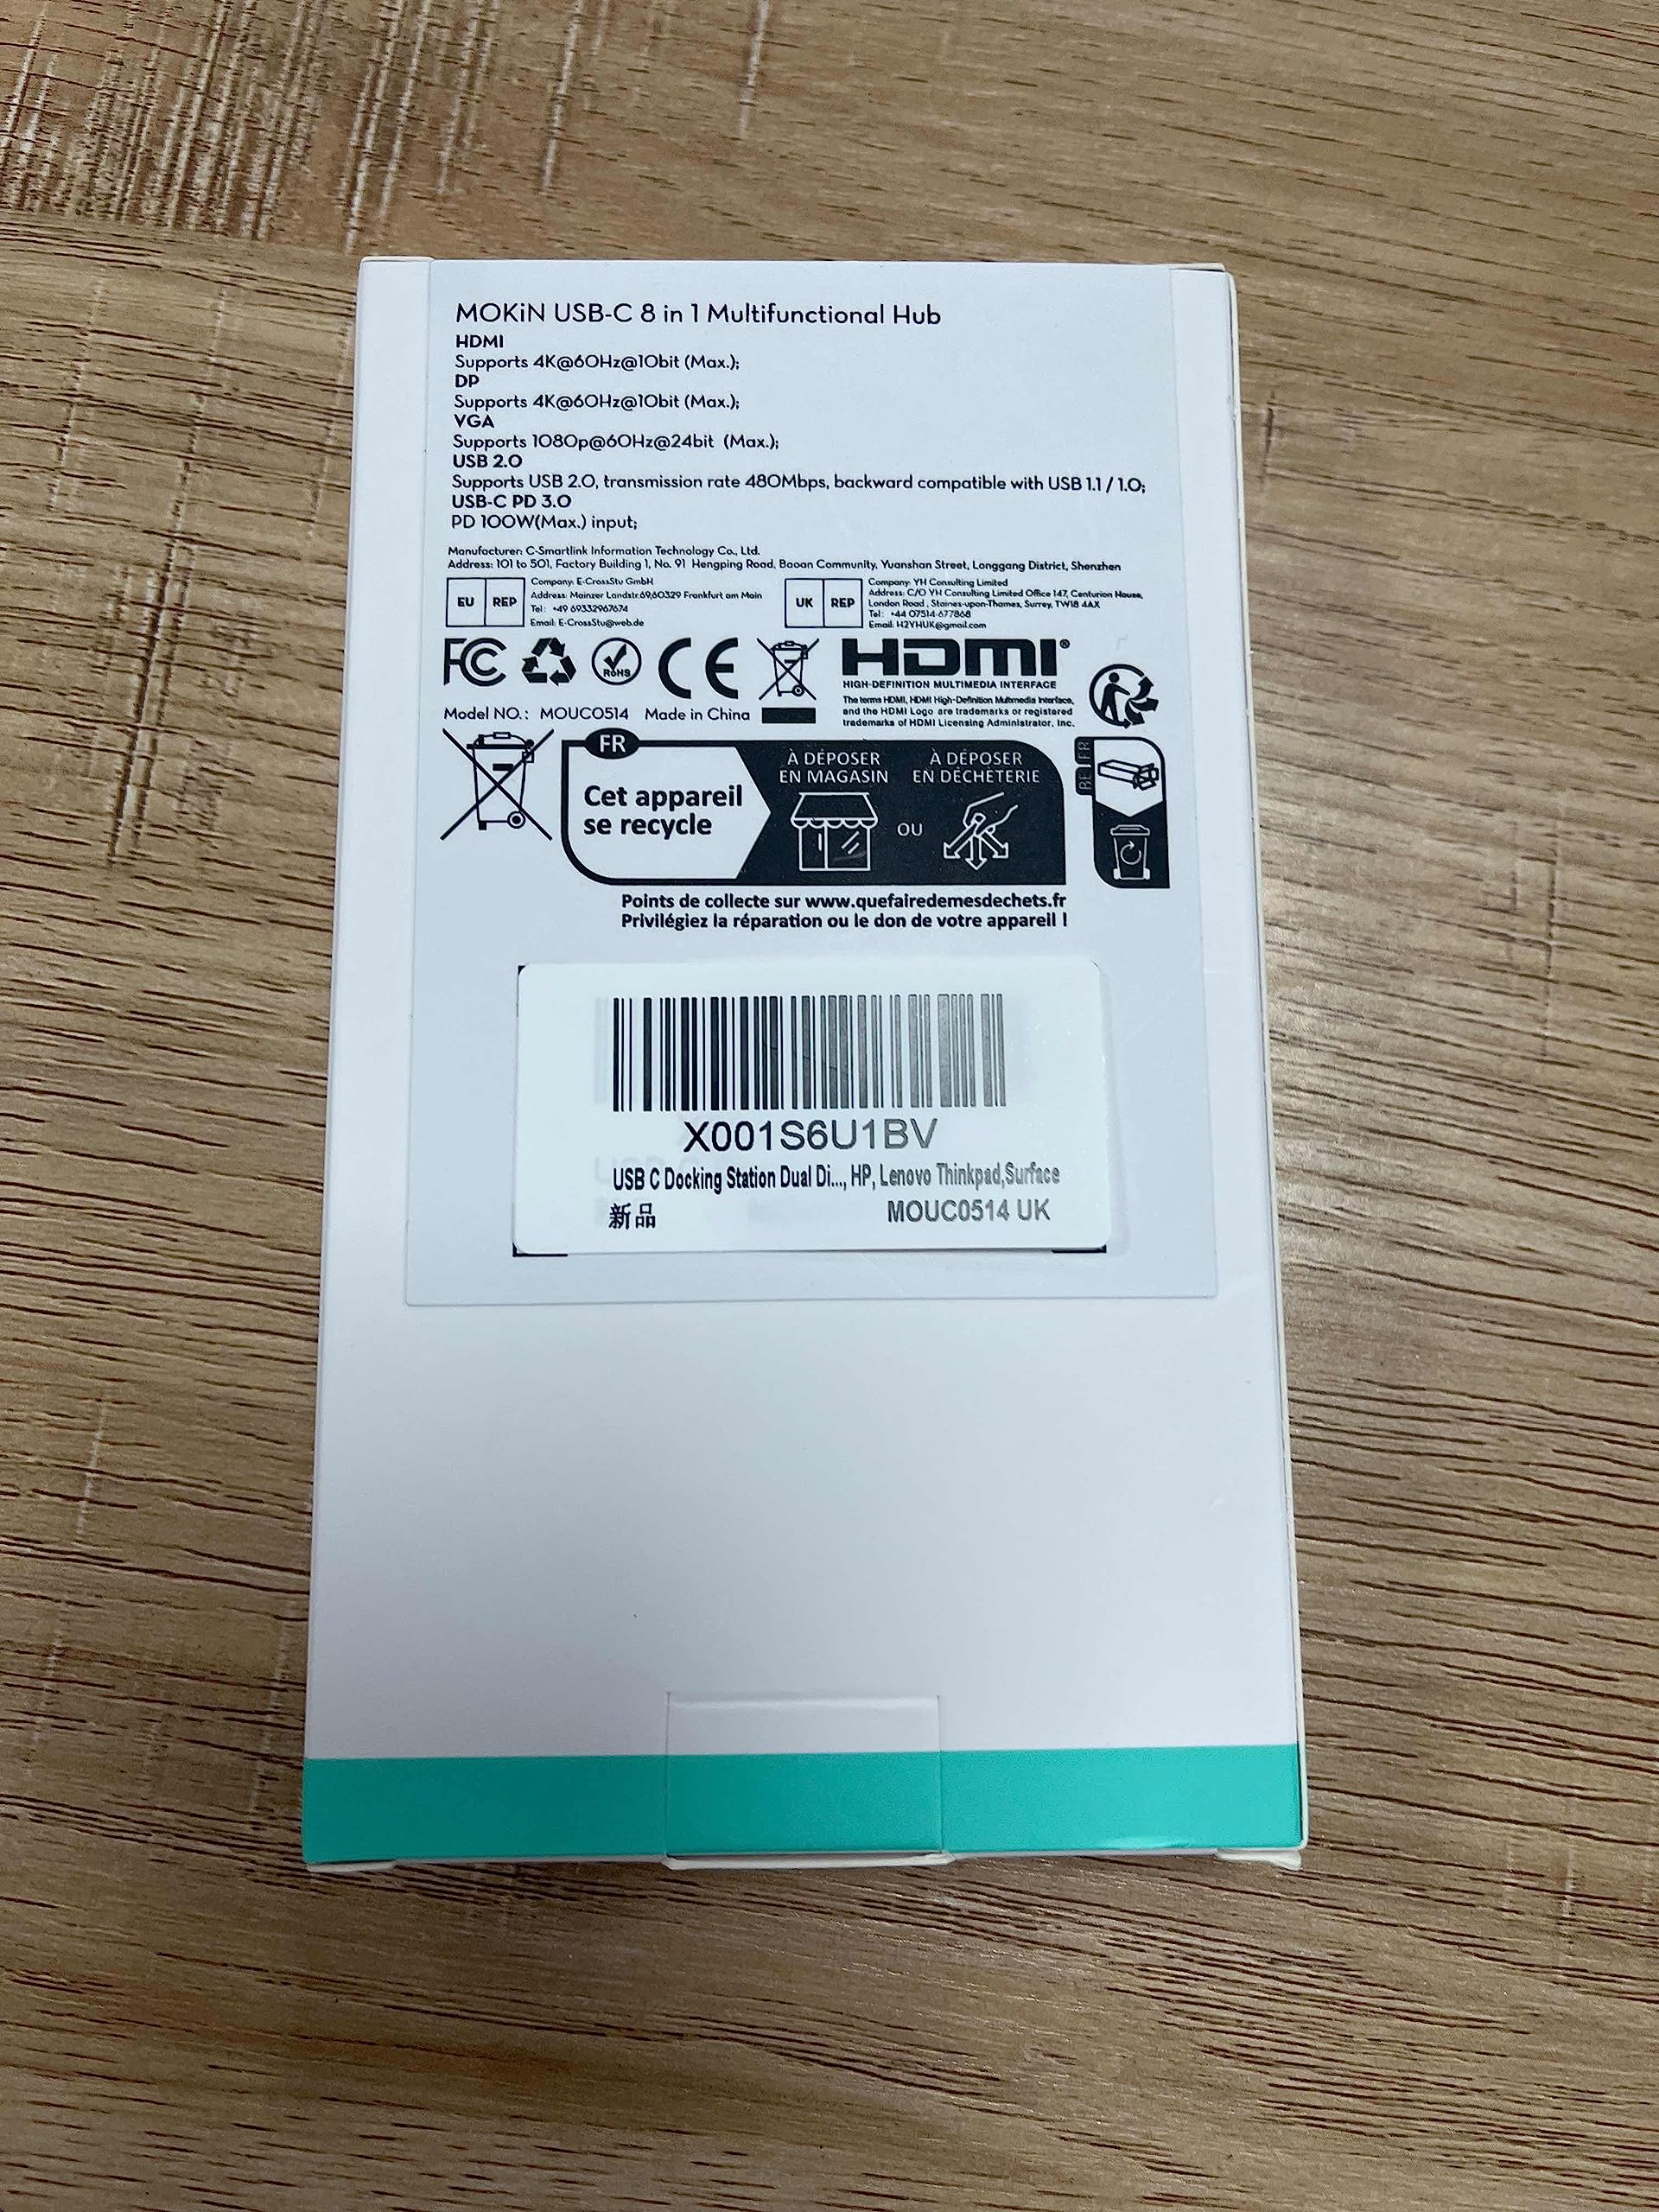 MOKiN USB-C 8 in 1 Multifunctional Hub
HDMI
Supports 4K@60Hz@10bit (Max.);
DP
Supports 4K@60Hz@10bit (Max.);
VGA
Supports 1080p@60Hz@24bit (Max.);
USB 2.0
Supports USB 2.0, transmission rate 480Mbps, backward compatible with USB 1.1 / 1.0;
USB-C PD 3.0
PD 100W(Max.) input;
Manufacturer: C-Smartlink Information Technology Co., Ltd.
Address: 101 to 501, Factory Building 1, No. 91 Hengping Road, Baoan Community, Yuanshan Street, Longgang District, Shenzhen
EU REP
Company: E-CrossStu GmbH
Address: Mainzer Landstr.69,60329 Frankfurt am Main
Tel: +49 69332967674
Email: E-CrossStu@web.de
UK REP
Company: YH Consulting Limited
Address: C/O YH Consulting Limited Office 147, Centurion House,
London Road, Staines-upon-Thames, Surrey, TW18 4AX
Tel: +44 07514-677868
Email: H2YHUK@gmail.com
FC RoHS CE HDMI®
HIGH-DEFINITION MULTIMEDIA INTERFACE
The terms HDMI, HDMI High-Definition Multimedia Interface,
and the HDMI Logo are trademarks or registered
trademarks of HDMI Licensing Administrator, Inc.
Model NO.: MOUC0514 Made in China
FR
Cet appareil
se recycle
À DÉPOSER
EN MAGASIN
OU
À DÉPOSER
EN DÉCHÈTERIE
BE FR
Points de collecte sur www.quefairedemesdechets.fr
Privilégiez la réparation ou le don de votre appareil !
X001S6U1BV
USB C Docking Station Dual Di..., HP, Lenovo Thinkpad,Surface
新品 MOUC0514 UK